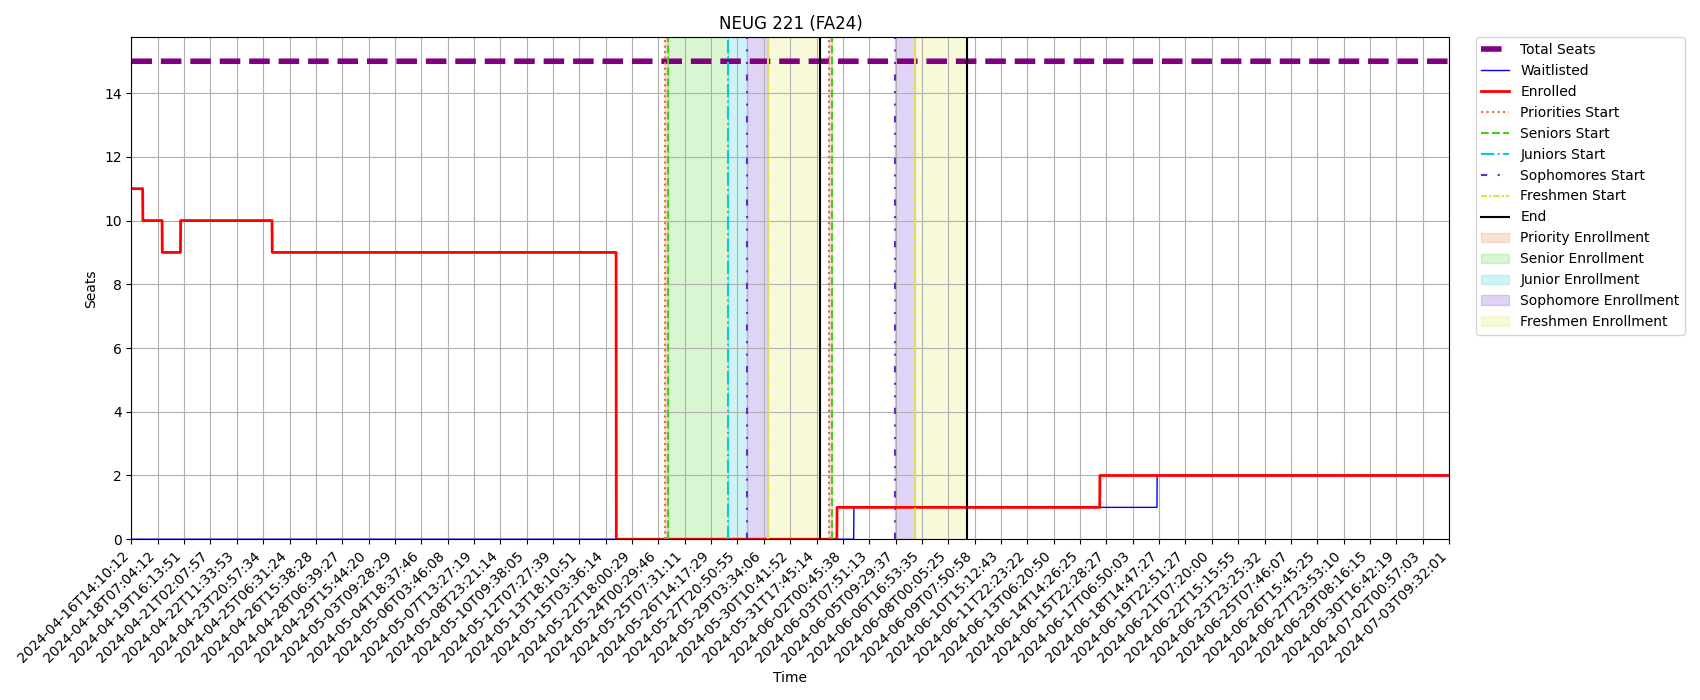 NEUG 221 (FA24)
Seats
14
12
10
8
6
4
2
0
2024-04-16T14:10:12
2024-04-18T07:04:12
2024-04-19T16:13:51
2024-04-21T02:07:57
2024-04-22T11:33:53
2024-04-23T20:57:34
2024-04-25T06:31:24
2024-04-26T15:38:28
2024-04-28T06:39:27
2024-04-29T15:44:20
2024-05-03T09:28:29
2024-05-04T18:37:46
2024-05-06T03:46:08
2024-05-07T13:27:19
2024-05-08T23:21:14
2024-05-10T09:38:05
2024-05-12T07:27:39
2024-05-13T18:10:51
2024-05-15T03:36:14
2024-05-22T18:00:29
2024-05-24T00:29:46
2024-05-25T07:31:11
2024-05-26T14:17:29
2024-05-27T20:50:55
2024-05-29T03:34:06
2024-05-30T10:41:52
2024-05-31T17:45:14
2024-06-02T00:45:38
2024-06-03T07:51:13
2024-06-05T09:29:37
2024-06-06T16:53:35
2024-06-08T00:05:25
2024-06-09T07:50:58
2024-06-10T15:12:43
2024-06-11T22:23:22
2024-06-13T06:20:50
2024-06-14T14:26:25
2024-06-15T22:28:27
2024-06-17T06:50:03
2024-06-18T14:47:27
2024-06-19T22:51:27
2024-06-21T07:20:00
2024-06-22T15:15:55
2024-06-23T23:25:32
2024-06-25T07:46:07
2024-06-26T15:45:25
2024-06-27T23:53:10
2024-06-29T08:16:15
2024-06-30T16:42:19
2024-07-02T00:57:03
2024-07-03T09:32:01
Time
Total Seats
Waitlisted
Enrolled
Priorities Start
Seniors Start
Juniors Start
Sophomores Start
Freshmen Start
End
Priority Enrollment
Senior Enrollment
Junior Enrollment
Sophomore Enrollment
Freshmen Enrollment